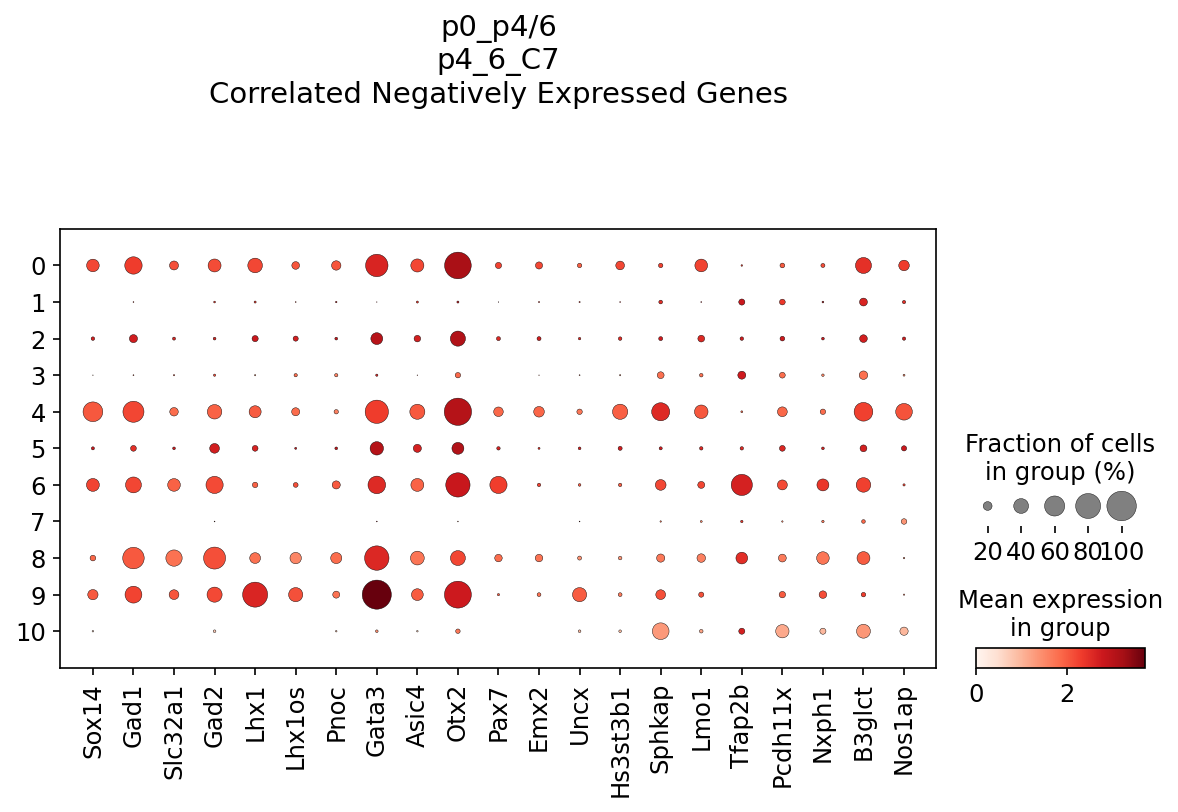 p0_p4/6
p4_6_C7
Correlated Negatively Expressed Genes
0
1
2
3
4
5
6
7
8
9
10
Sox14
Gad1
Slc32a1
Gad2
Lhx1
Lhx1os
Pnoc
Gata3
Asic4
Otx2
Pax7
Emx2
Uncx
Hs3st3b1
Sphkap
Lmo1
Tfap2b
Pcdh11x
Nxph1
B3glct
Nos1ap
Fraction of cells
in group (%)
20 40 60 80 100
Mean expression
in group
0 2